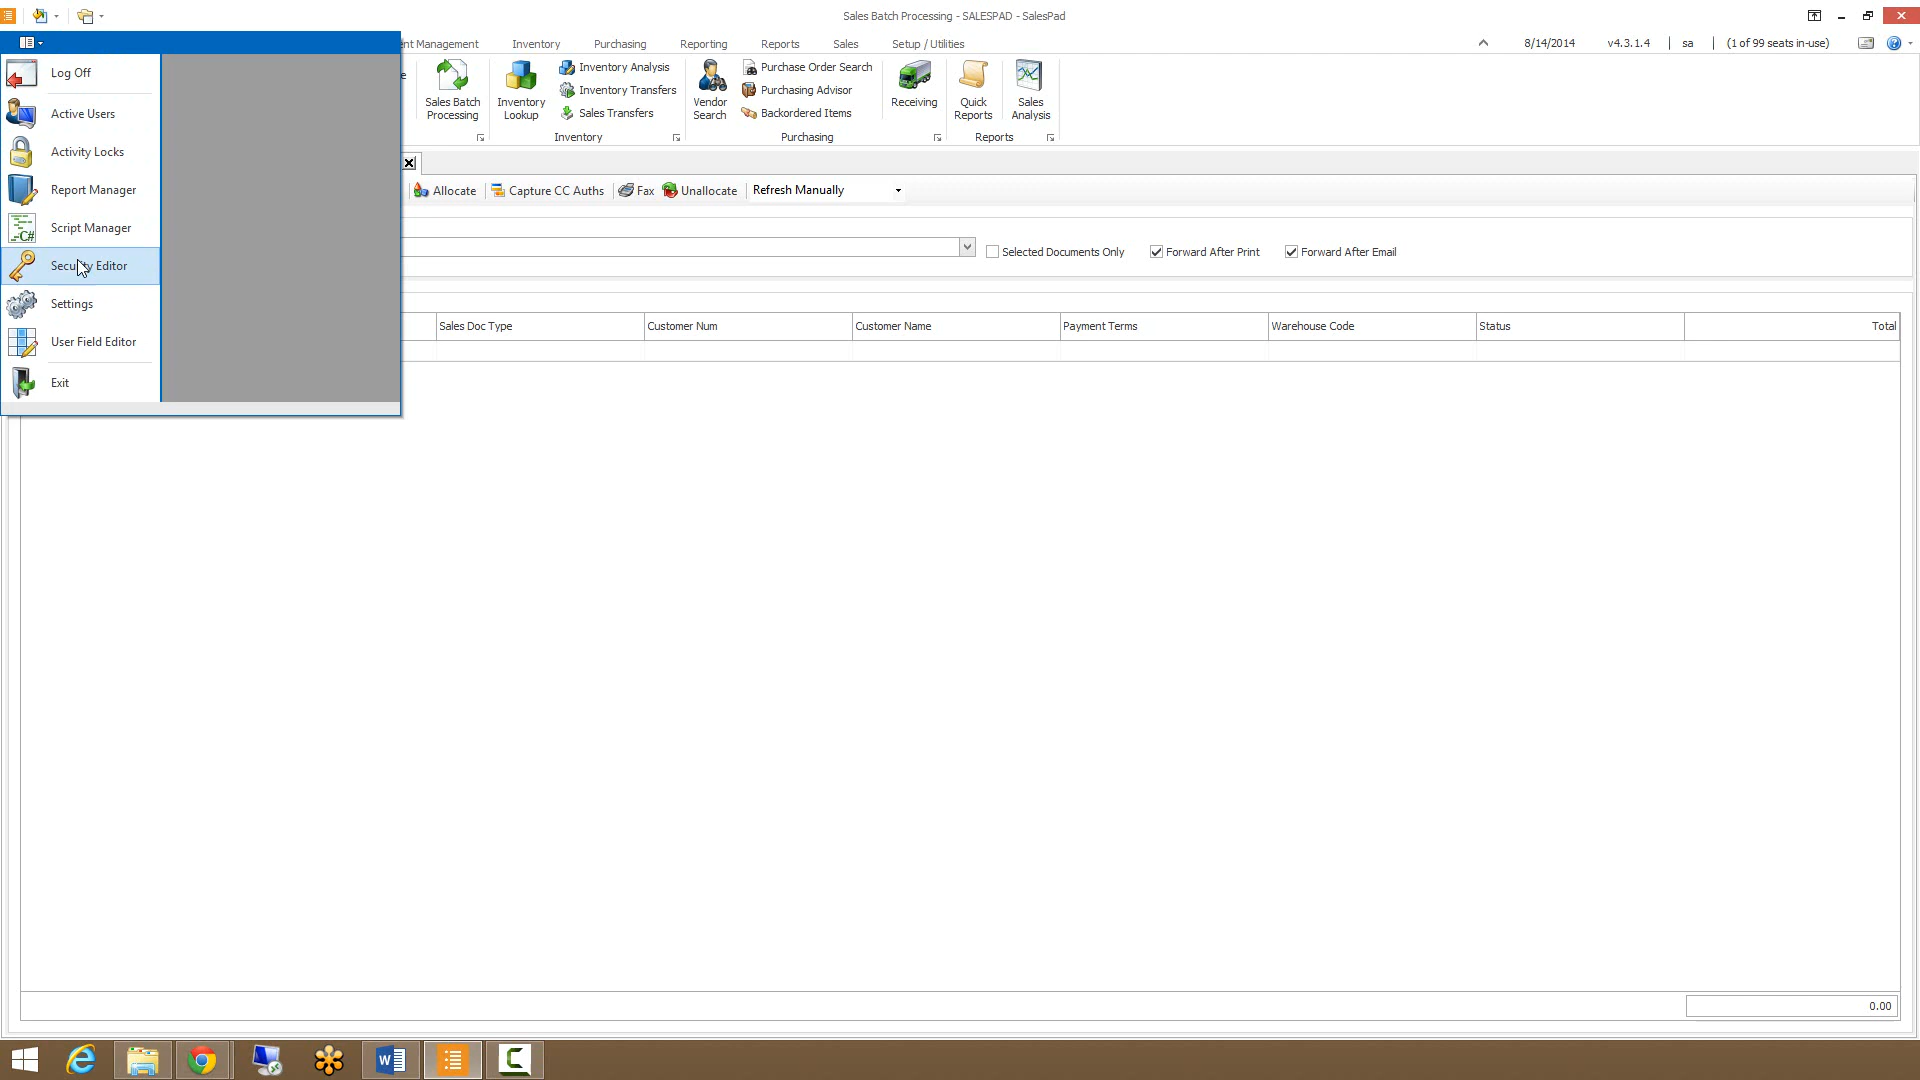 Sales Batch Processing - SALESPAD - SalesPad
ent Management Inventory Purchasing Reporting Reports Sales Setup / Utilities
8/14/2014 v4.3.1.4 sa (1 of 99 seats in-use)
Log Off
Active Users
Activity Locks
Report Manager
Script Manager
C#
Security Editor
Settings
User Field Editor
Exit
e
Sales Batch
Processing
Inventory
Lookup
Inventory Analysis
Inventory Transfers
Sales Transfers
Inventory
Vendor
Search
Purchase Order Search
Purchasing Advisor
Backordered Items
Purchasing
Receiving
Quick
Reports
Sales
Analysis
Reports
Allocate Capture CC Auths Fax Unallocate Refresh Manually
Selected Documents Only Forward After Print Forward After Email
Sales Doc Type Customer Num Customer Name Payment Terms Warehouse Code Status Total
0.00